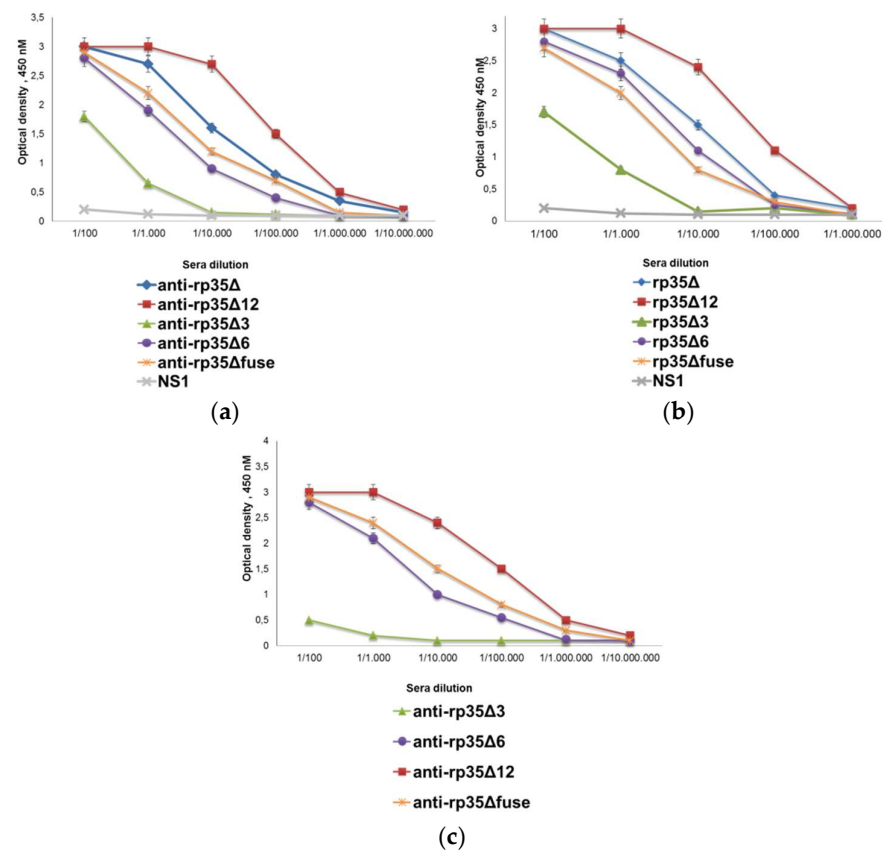 3,5
3
2,5
2
1,5
1
0,5
0
Optical density , 450 nM
1/100 1/1.000 1/10.000 1/100.000 1/1.000.000 1/10.000.000
Sera dilution
anti-rp35Δ
anti-rp35Δ12
anti-rp35Δ3
anti-rp35Δ6
anti-rp35Δfuse
NS1
(a)
3
2,5
2
1,5
1
0,5
0
Optical density 450 nM
1/100 1/1.000 1/10.000 1/100.000 1/1.000.000
Sera dilution
rp35Δ
rp35Δ12
rp35Δ3
rp35Δ6
rp35Δfuse
NS1
(b)
4
3,5
3
2,5
2
1,5
1
0,5
0
Optical density , 450 nM
1/100 1/1.000 1/10.000 1/100.000 1/1.000.000 1/10.000.000
Sera dilution
anti-rp35Δ3
anti-rp35Δ6
anti-rp35Δ12
anti-rp35Δfuse
(c)